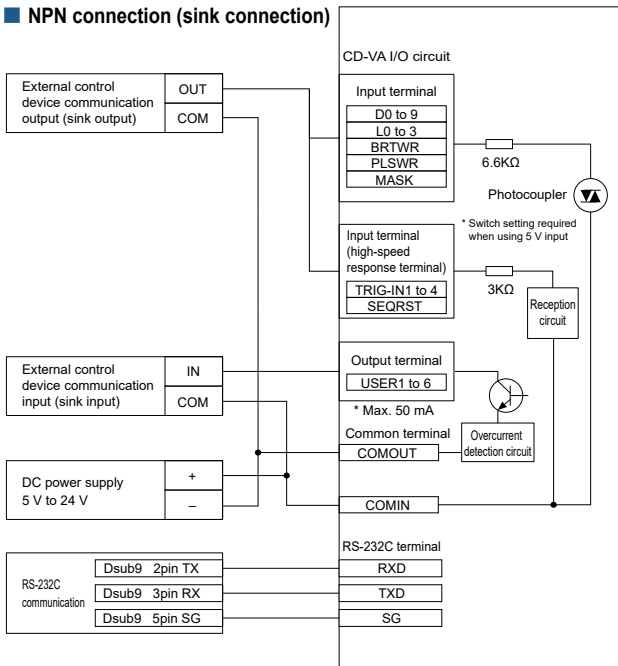 NPN connection (sink connection)
CD-VA I/O circuit
External control
device communication
output (sink output)
OUT
COM
Input terminal
D0 to 9
L0 to 3
BRTWR
PLSWR
MASK
6.6KΩ
Photocoupler
* Switch setting required
when using 5 V input
Input terminal
(high-speed
response terminal)
TRIG-IN1 to 4
SEQRST
3KΩ
Reception
circuit
External control
device communication
input (sink input)
IN
COM
Output terminal
USER1 to 6
* Max. 50 mA
Common terminal
COMOUT
Overcurrent
detection circuit
DC power supply
5 V to 24 V
+
–
COMIN
RS-232C terminal
RS-232C
communication
Dsub9 2pin TX
RXD
Dsub9 3pin RX
TXD
Dsub9 5pin SG
SG